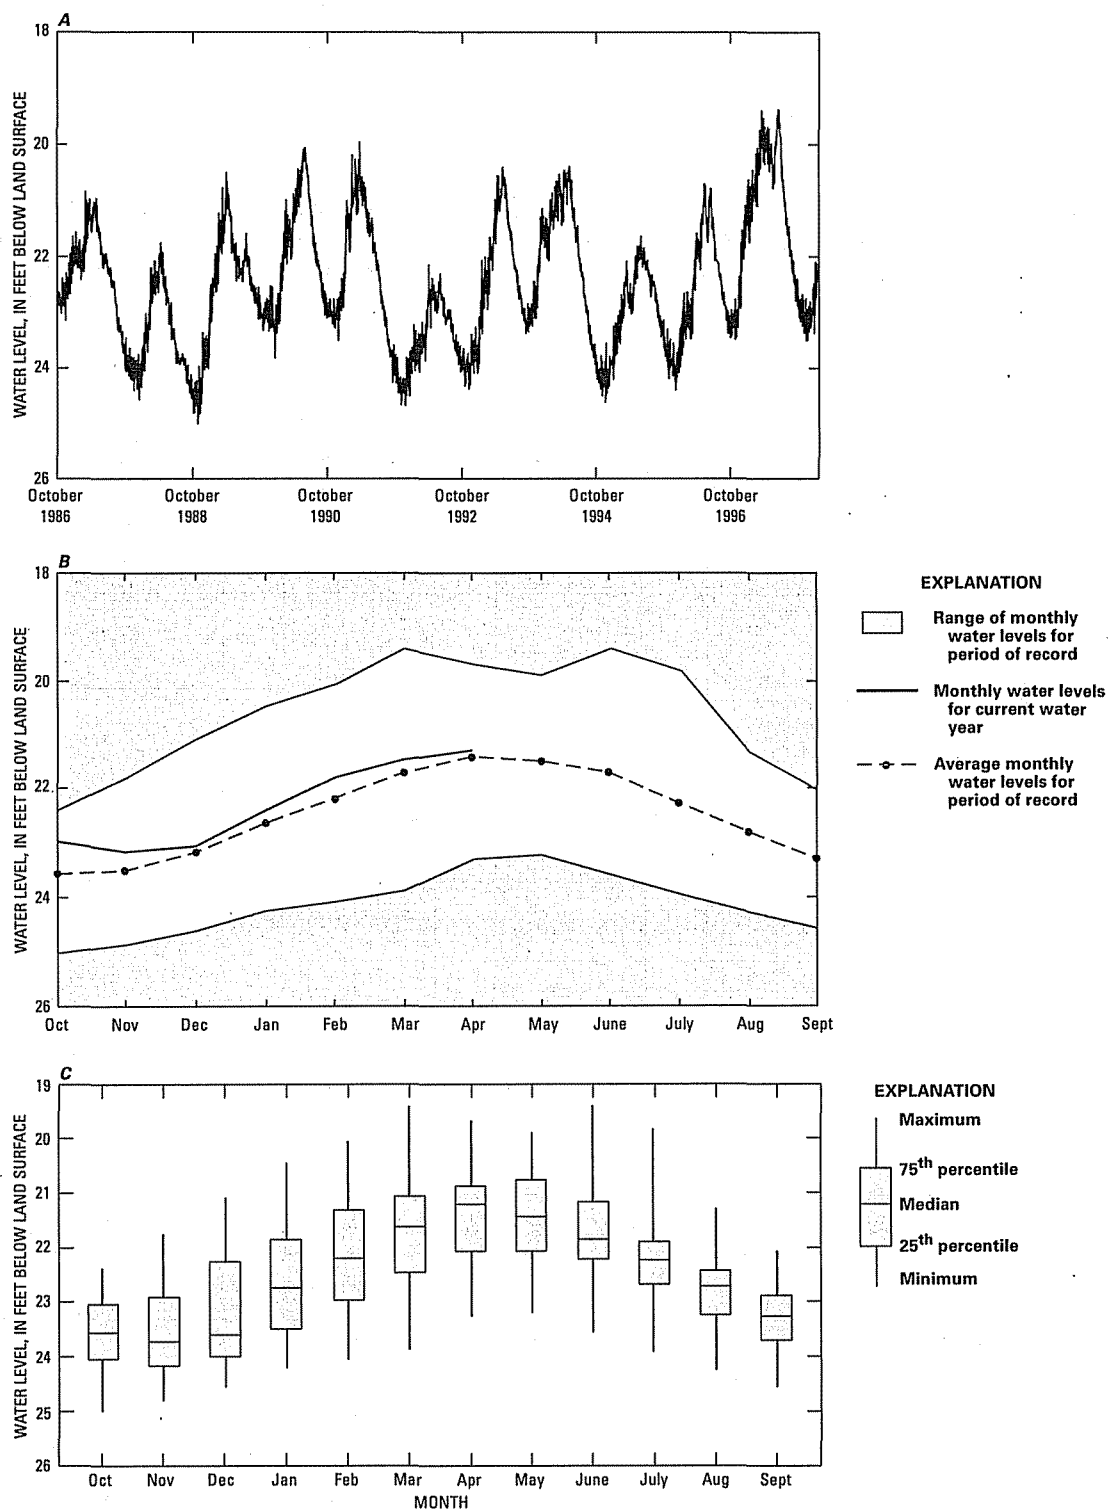 A
18
20
22
24
26
WATER LEVEL, IN FEET BELOW LAND SURFACE
October
1986
October
1988
October
1990
October
1992
October
1994
October
1996
B
18
20
22
24
26
WATER LEVEL, IN FEET BELOW LAND SURFACE
Oct Nov Dec Jan Feb Mar Apr May June July Aug Sept
EXPLANATION
Range of monthly
water levels for
period of record
Monthly water levels
for current water
year
Average monthly
water levels for
period of record
C
19
20
21
22
23
24
25
26
WATER LEVEL, IN FEET BELOW LAND SURFACE
Oct Nov Dec Jan Feb Mar Apr May June July Aug Sept
MONTH
EXPLANATION
Maximum
75th percentile
Median
25th percentile
Minimum